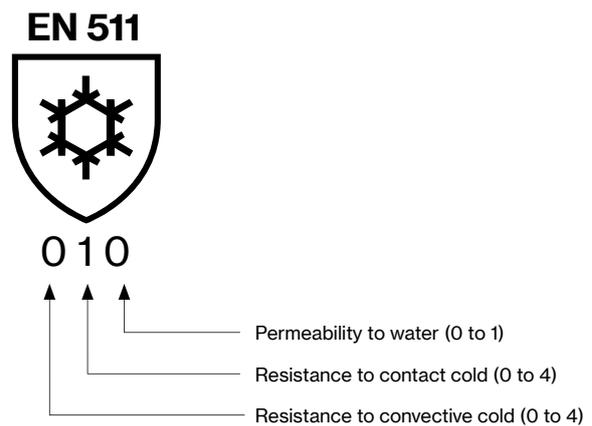 EN 511
0 1 0
Permeability to water (0 to 1)
Resistance to contact cold (0 to 4)
Resistance to convective cold (0 to 4)